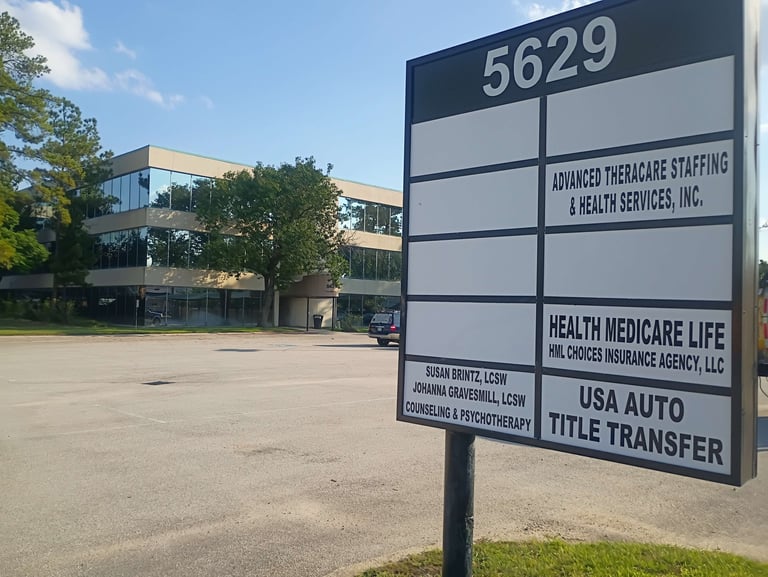 5629
ADVANCED THERACARE STAFFING
& HEALTH SERVICES, INC.
HEALTH MEDICARE LIFE
HML CHOICES INSURANCE AGENCY, LLC
SUSAN BRINTZ, LCSW
JOHANNA GRAVESMILL, LCSW
COUNSELING & PSYCHOTHERAPY
USA AUTO
TITLE TRANSFER